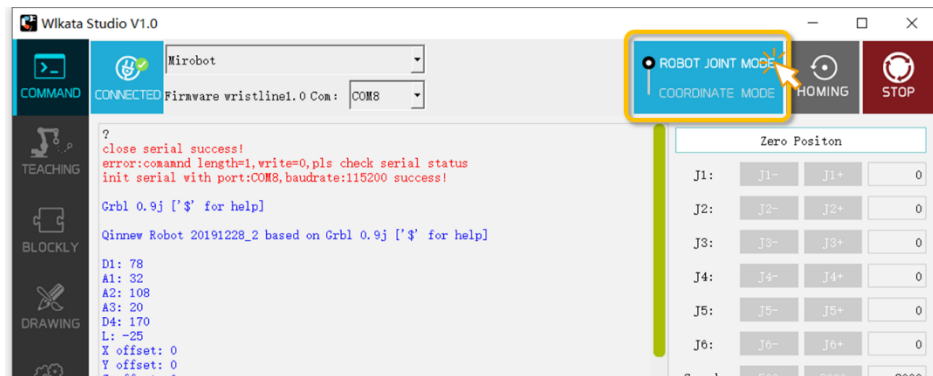 Wlkata Studio V1.0
COMMAND
CONNECTED
Mirobot
Firmware wristline1.0 Com: COM8
ROBOT JOINT MODE
COORDINATE MODE
HOMING
STOP
TEACHING
BLOCKLY
DRAWING
?
close serial success!
error:comamnd length=1,write=0,pls check serial status
init serial with port:COM8,baudrate:115200 success!
Grbl 0.9j ['$' for help]
Qinnew Robot 20191228_2 based on Grbl 0.9j ['$' for help]
D1: 78
A1: 32
A2: 108
A3: 20
D4: 170
L: -25
X offset: 0
Y offset: 0
Zero Positon
J1: J1- J1+ 0
J2: J2- J2+ 0
J3: J3- J3+ 0
J4: J4- J4+ 0
J5: J5- J5+ 0
J6: J6- J6+ 0